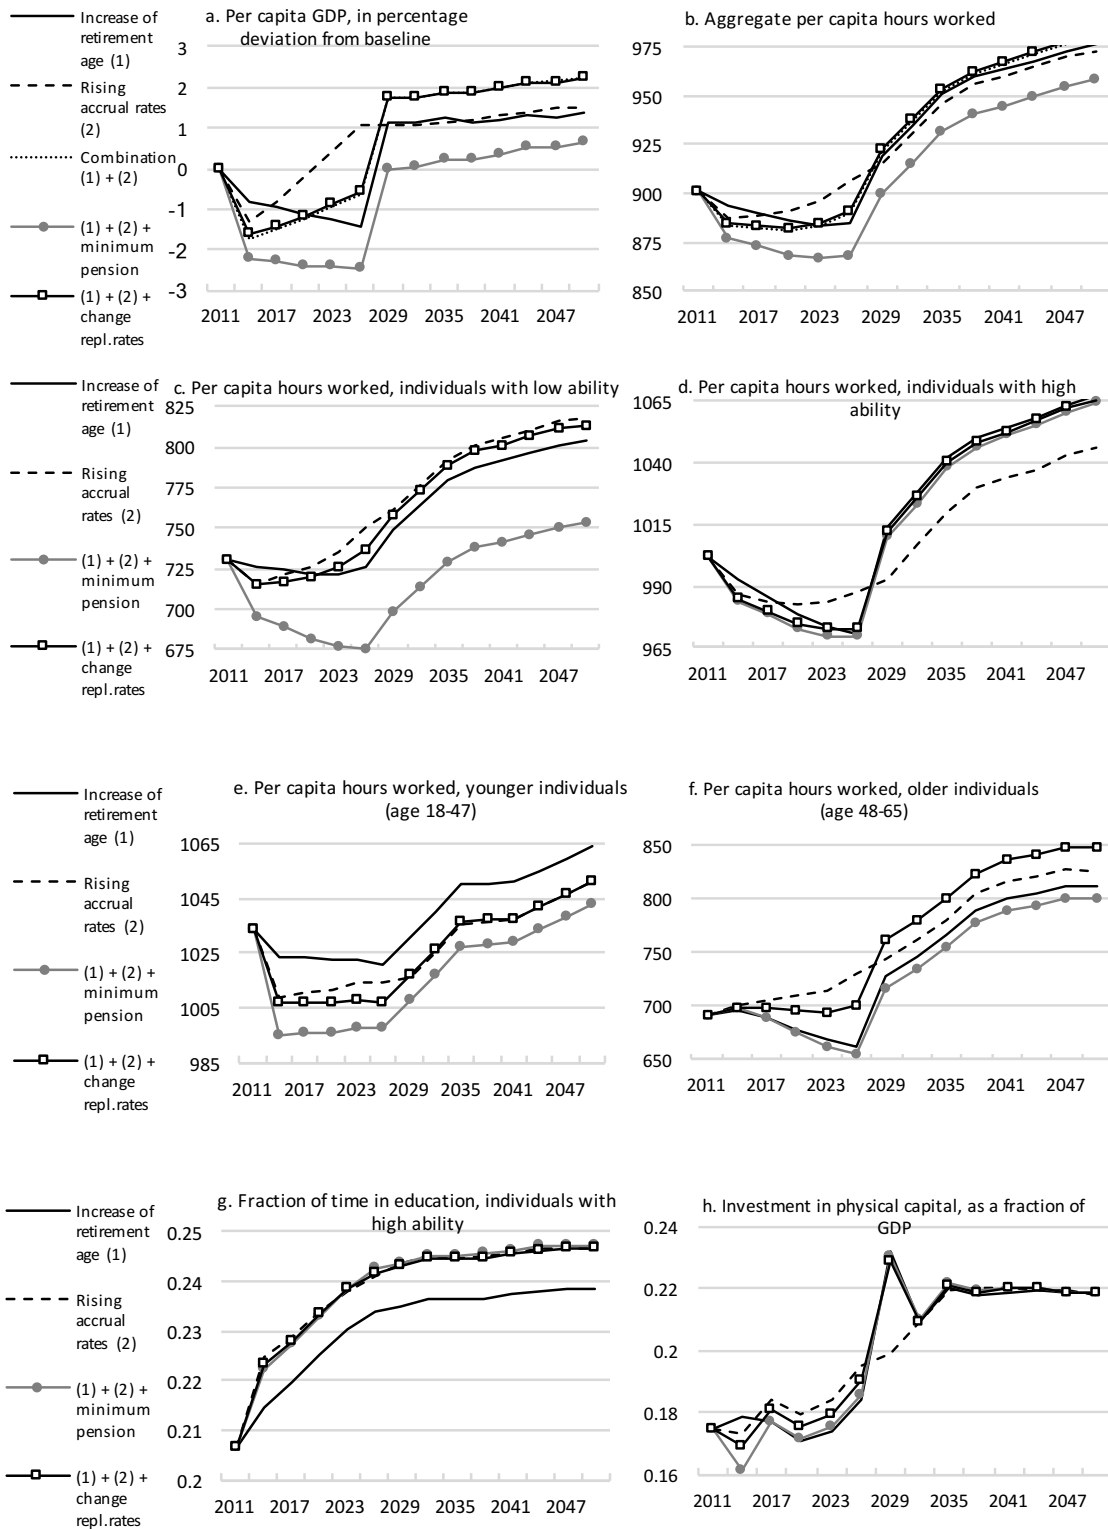 Increase of
retirement
age (1)
Rising
accrual rates
(2)
Combination
(1) + (2)
(1) + (2) +
minimum
pension
(1) + (2) +
change
repl.rates
a. Per capita GDP, in percentage
deviation from baseline
3
2
1
0
-1
-2
-3
2011 2017 2023 2029 2035 2041 2047
b. Aggregate per capita hours worked
975
950
925
900
875
850
2011 2017 2023 2029 2035 2041 2047
Increase of
retirement
age (1)
Rising
accrual
rates (2)
(1) + (2) +
minimum
pension
(1) + (2) +
change
repl.rates
c. Per capita hours worked, individuals with low ability
825
800
775
750
725
700
675
2011 2017 2023 2029 2035 2041 2047
d. Per capita hours worked, individuals with high
ability
1065
1040
1015
990
965
2011 2017 2023 2029 2035 2041 2047
Increase of
retirement
age (1)
Rising
accrual
rates (2)
(1) + (2) +
minimum
pension
(1) + (2) +
change
repl.rates
e. Per capita hours worked, younger individuals
(age 18-47)
1065
1045
1025
1005
985
2011 2017 2023 2029 2035 2041 2047
f. Per capita hours worked, older individuals
(age 48-65)
850
800
750
700
650
2011 2017 2023 2029 2035 2041 2047
Increase of
retirement
age (1)
Rising
accrual
rates (2)
(1) + (2) +
minimum
pension
(1) + (2) +
change
repl.rates
g. Fraction of time in education, individuals with
high ability
0.25
0.24
0.23
0.22
0.21
0.2
2011 2017 2023 2029 2035 2041 2047
h. Investment in physical capital, as a fraction of
GDP
0.24
0.22
0.2
0.18
0.16
2011 2017 2023 2029 2035 2041 2047